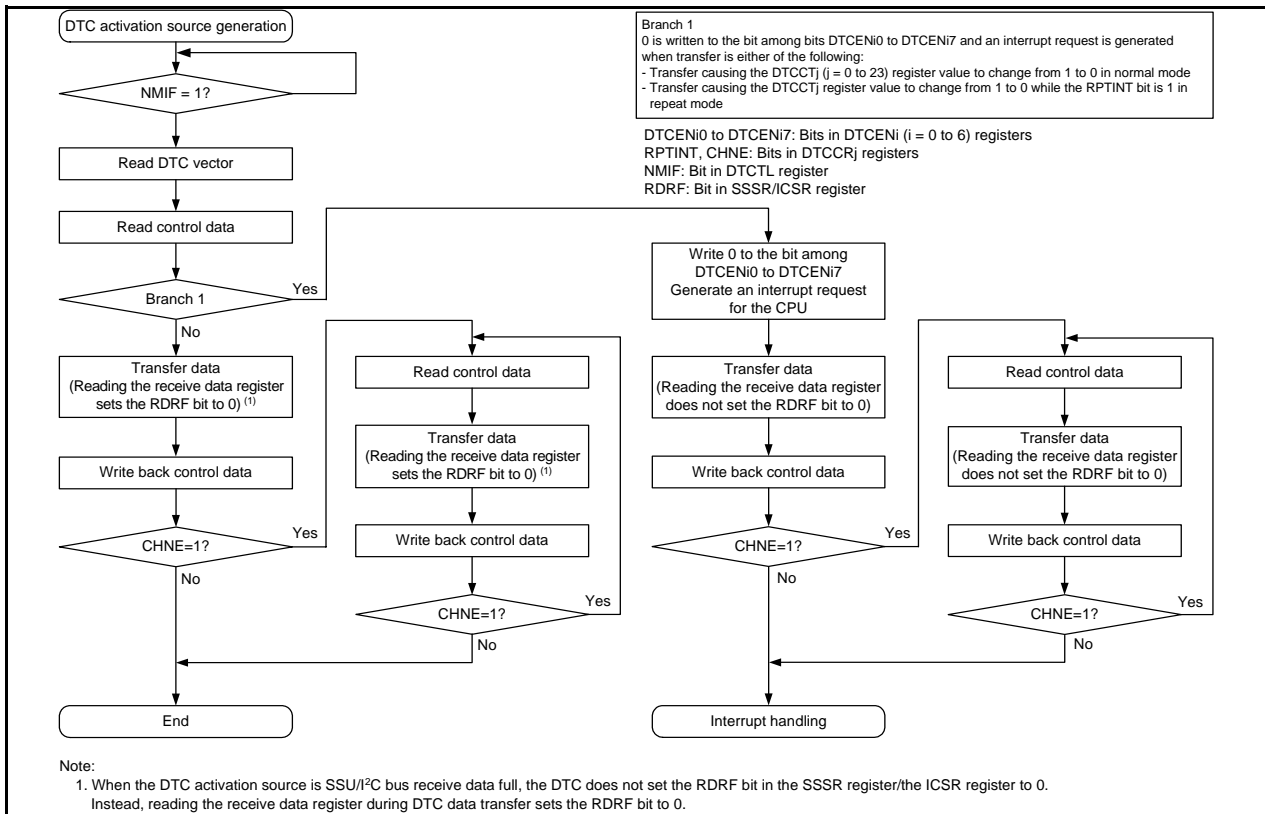 DTC activation source generation
NMIF = 1?
Read DTC vector
Read control data
Branch 1
Yes
No
Transfer data
(Reading the receive data register
sets the RDRF bit to 0) (1)
Write back control data
CHNE=1?
Yes
No
End
Read control data
Transfer data
(Reading the receive data register
sets the RDRF bit to 0) (1)
Write back control data
CHNE=1?
Yes
No
Branch 1
0 is written to the bit among bits DTCENi0 to DTCENi7 and an interrupt request is generated
when transfer is either of the following:
- Transfer causing the DTCCTj (j = 0 to 23) register value to change from 1 to 0 in normal mode
- Transfer causing the DTCCTj register value to change from 1 to 0 while the RPTINT bit is 1 in
repeat mode
DTCENi0 to DTCENi7: Bits in DTCENi (i = 0 to 6) registers
RPTINT, CHNE: Bits in DTCCRj registers
NMIF: Bit in DTCTL register
RDRF: Bit in SSSR/ICSR register
Write 0 to the bit among
DTCENi0 to DTCENi7
Generate an interrupt request
for the CPU
Transfer data
(Reading the receive data register
does not set the RDRF bit to 0)
Write back control data
CHNE=1?
Yes
No
Interrupt handling
Read control data
Transfer data
(Reading the receive data register
does not set the RDRF bit to 0)
Write back control data
CHNE=1?
Yes
No
Note:
1. When the DTC activation source is SSU/I²C bus receive data full, the DTC does not set the RDRF bit in the SSSR register/the ICSR register to 0.
Instead, reading the receive data register during DTC data transfer sets the RDRF bit to 0.